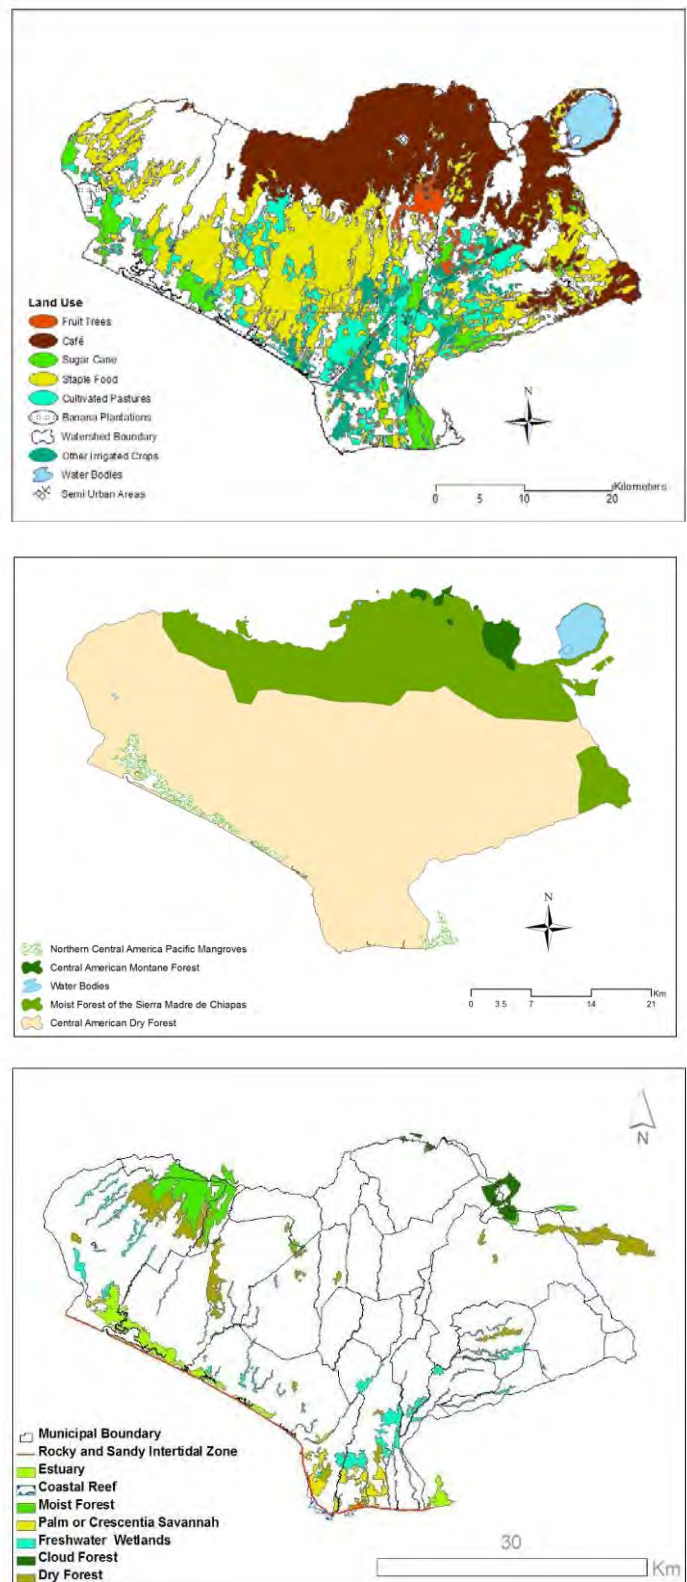 Land Use
Fruit Trees
Café
Sugar Cane
Staple Food
Cultivated Pastures
Banana Plantations
Watershed Boundary
Other Irrigated Crops
Water Bodies
Semi Urban Areas
N
Kilometers
0 5 10 20
Northern Central America Pacific Mangroves
Central American Montane Forest
Water Bodies
Moist Forest of the Sierra Madre de Chiapas
Central American Dry Forest
N
Km
0 3.5 7 14 21
N
Municipal Boundary
Rocky and Sandy Intertidal Zone
Estuary
Coastal Reef
Moist Forest
Palm or Crescentia Savannah
Freshwater Wetlands
Cloud Forest
Dry Forest
30
Km